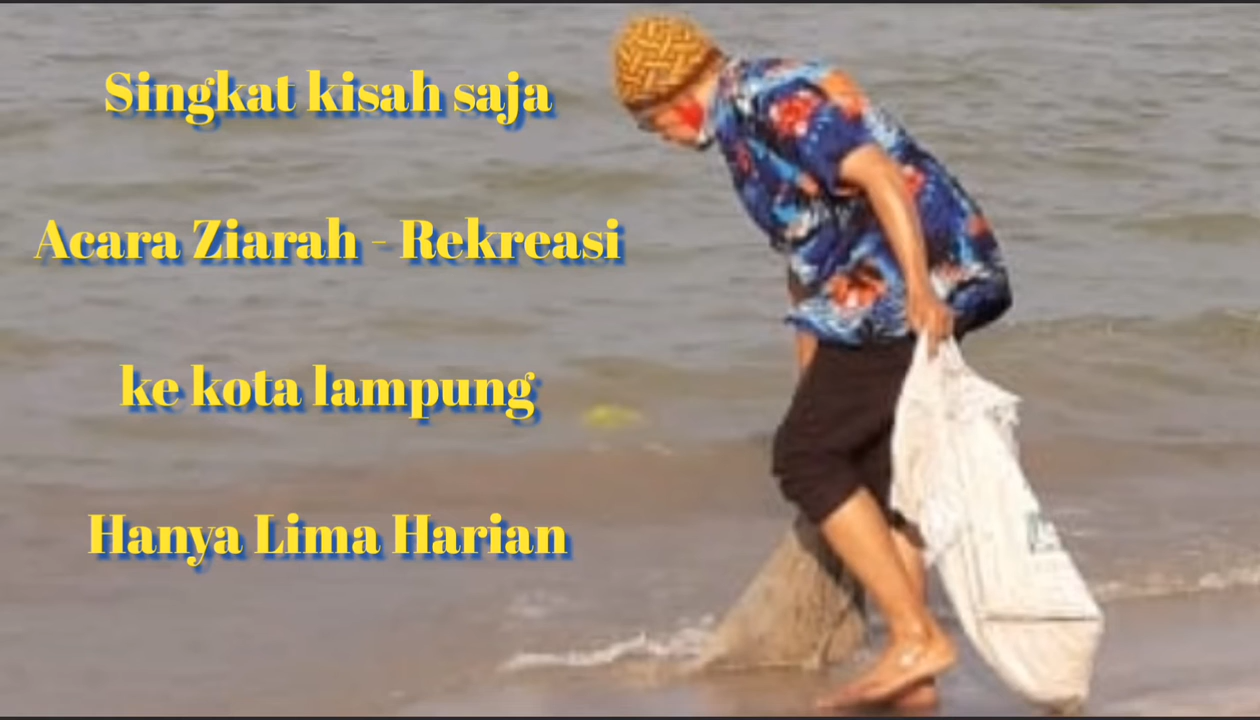 Singkat kisah saja
Acara Ziarah - Rekreasi
ke kota lampung
Hanya Lima Harian